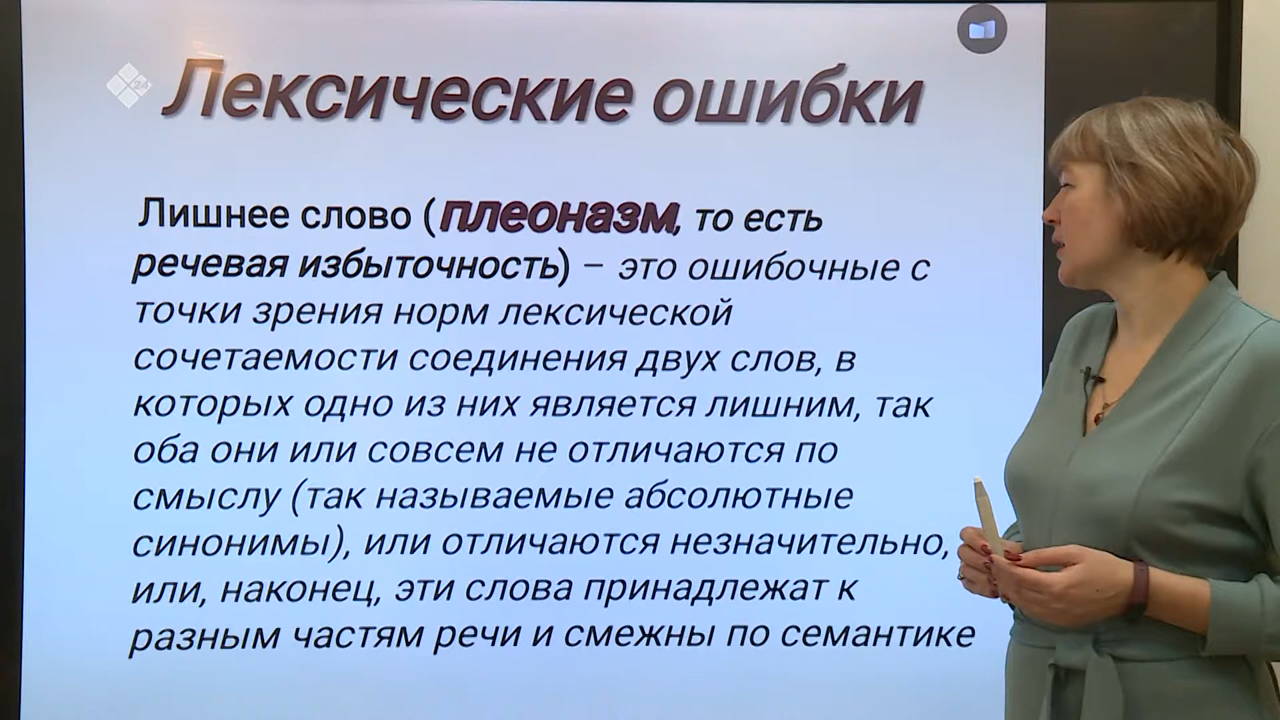 Лексические ошибки
Лишнее слово (плеоназм, то есть
речевая избыточность) – это ошибочные с
точки зрения норм лексической
сочетаемости соединения двух слов, в
которых одно из них является лишним, так
оба они или совсем не отличаются по
смыслу (так называемые абсолютные
синонимы), или отличаются незначительно,
или, наконец, эти слова принадлежат к
разным частям речи и смежны по семантике
24